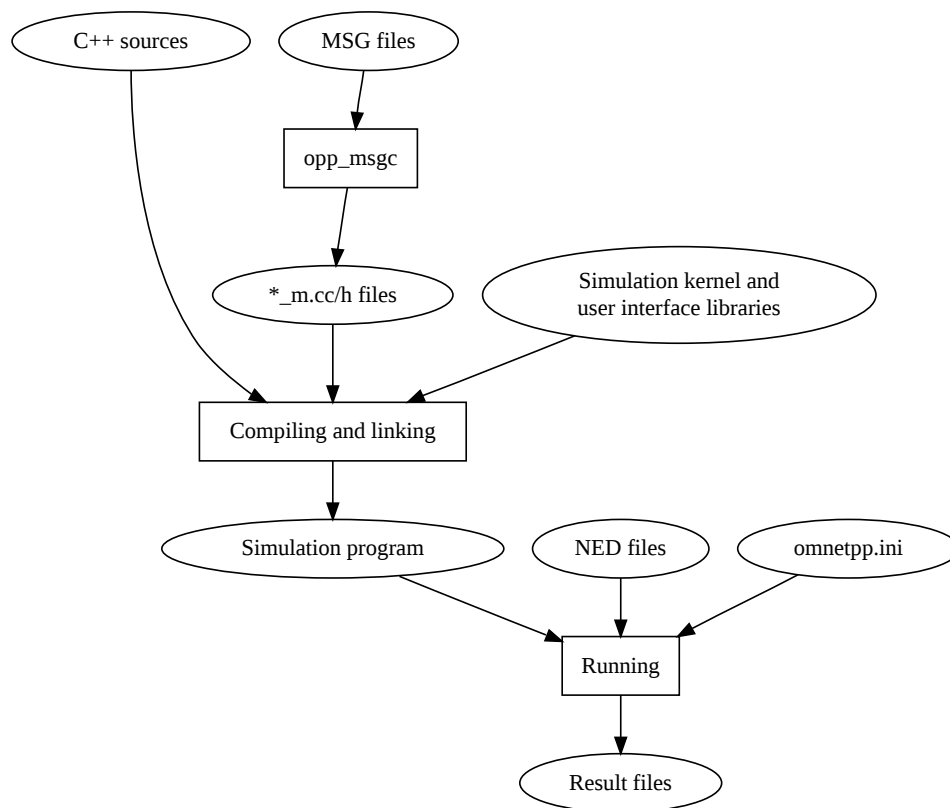 C++ sources
MSG files
opp_msgc
*_m.cc/h files
Simulation kernel and
user interface libraries
Compiling and linking
Simulation program
NED files
omnetpp.ini
Running
Result files